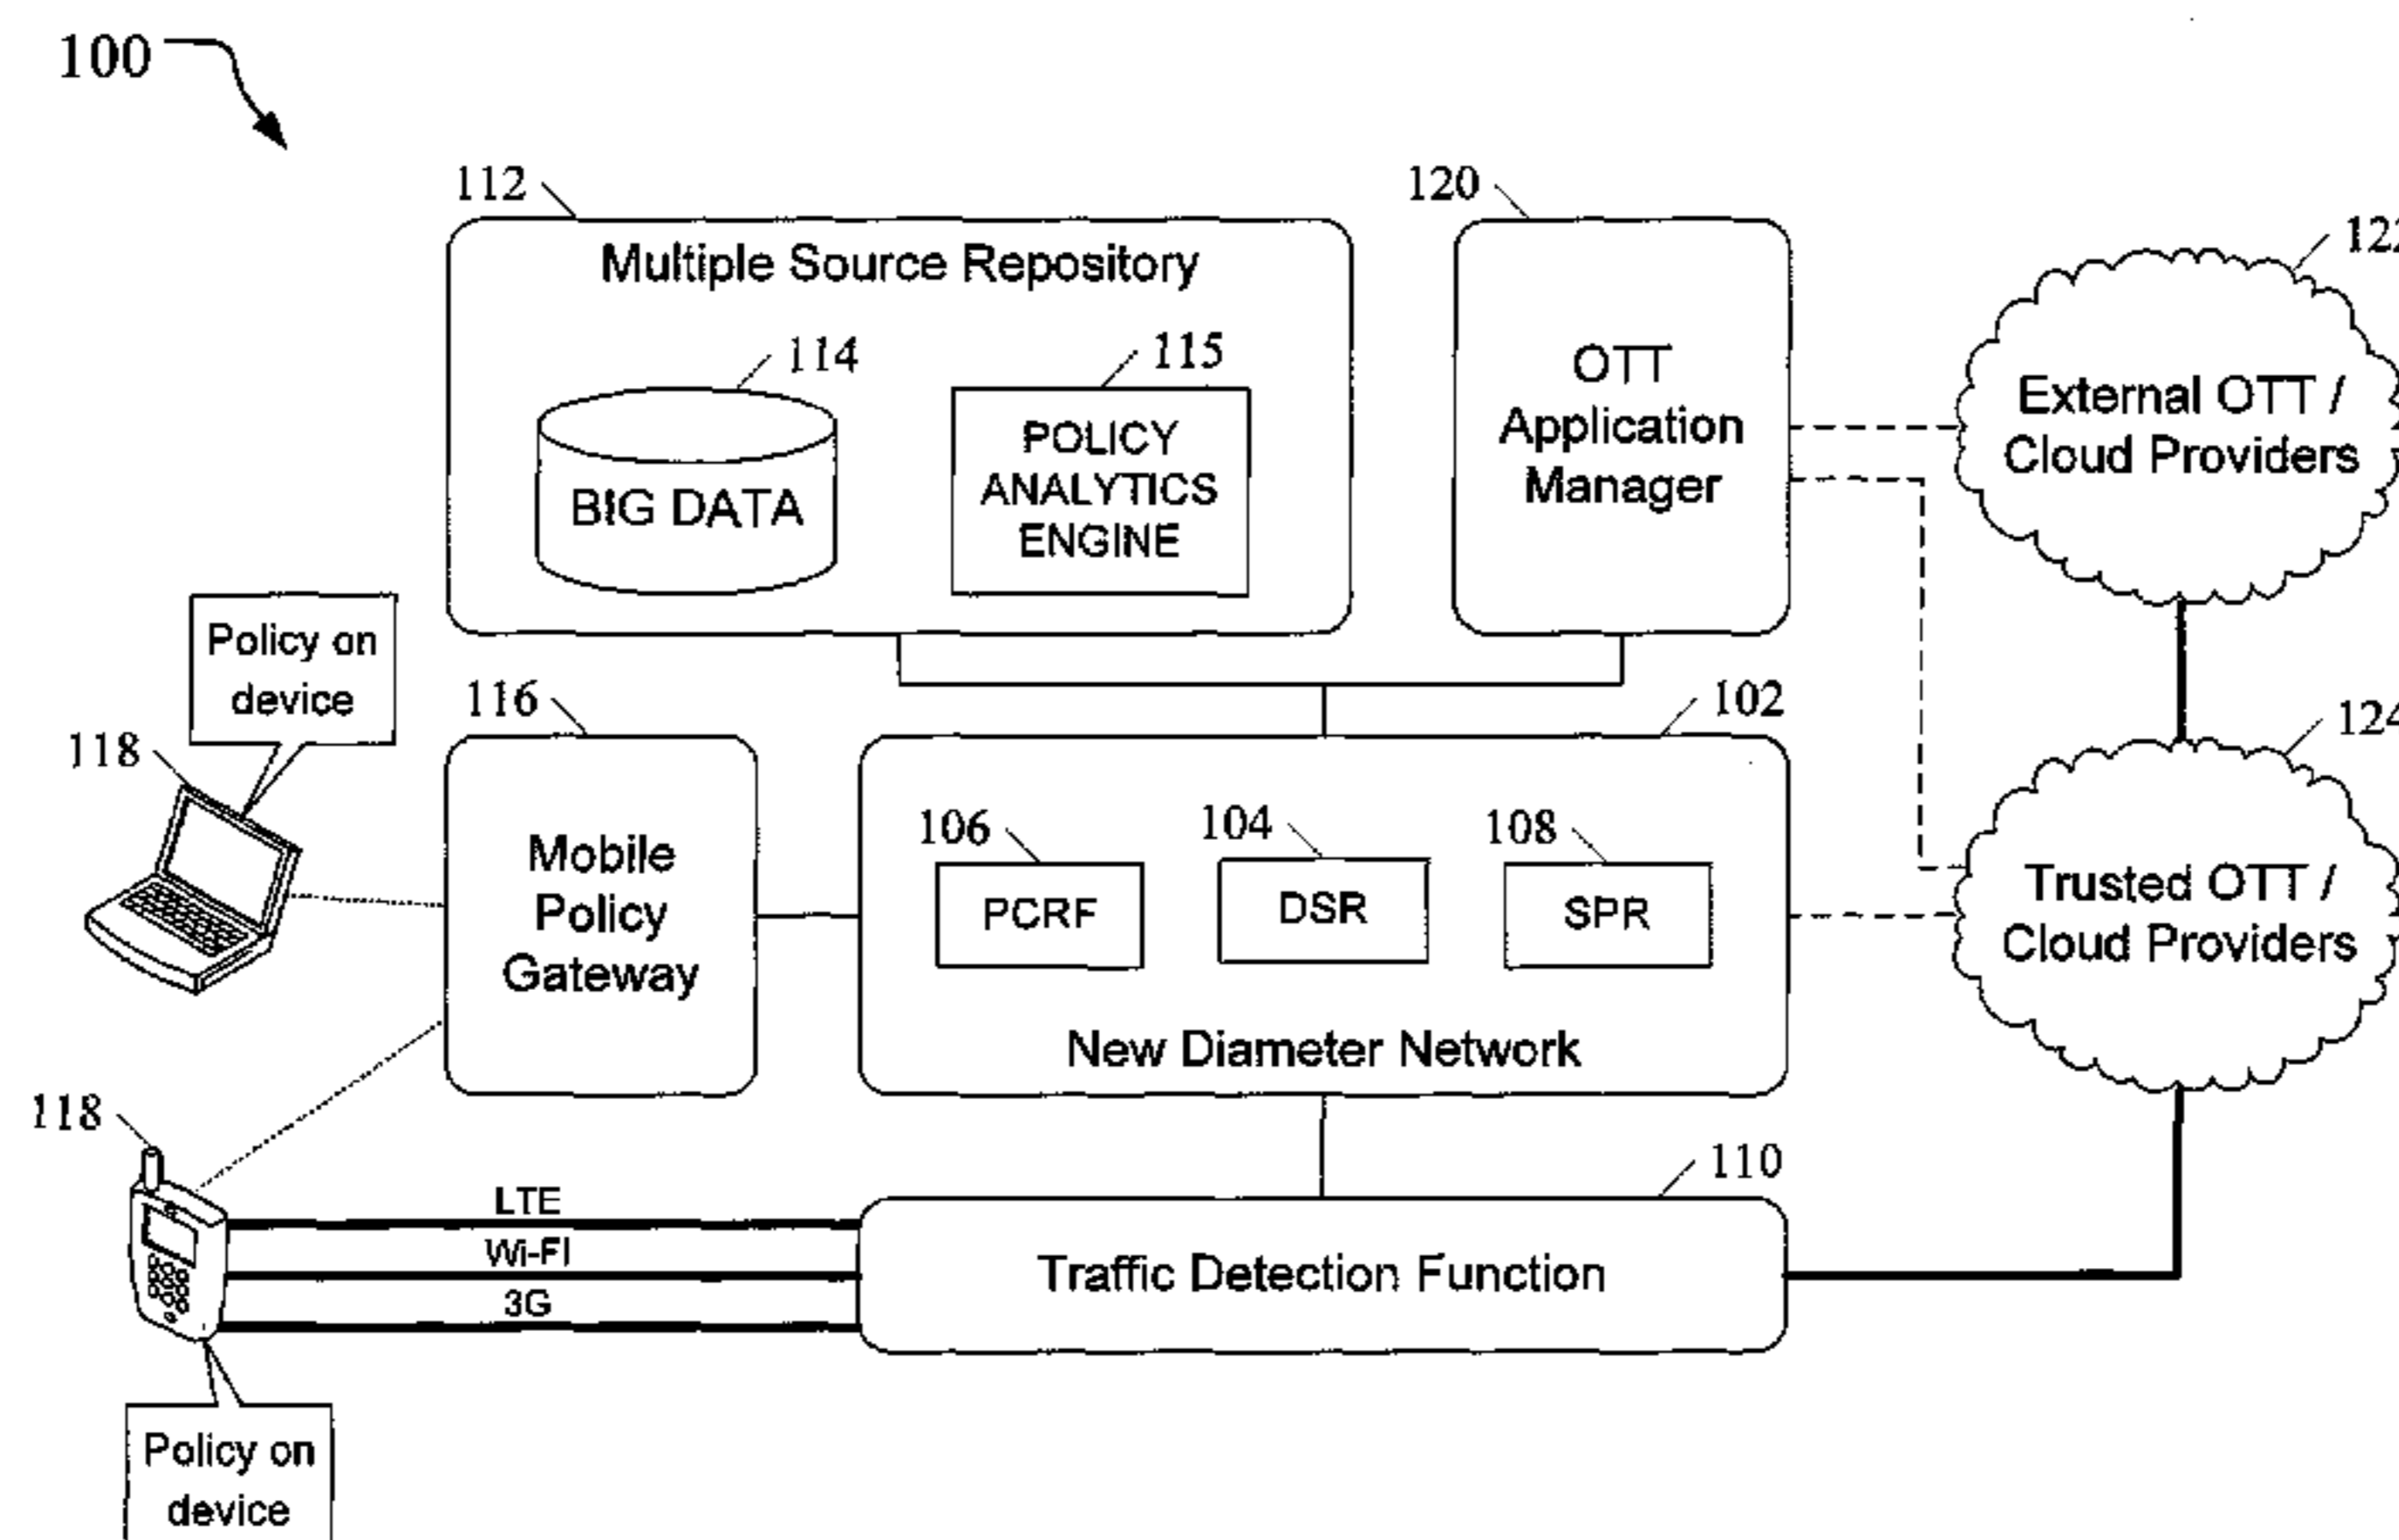 100
112
Multiple Source Repository
114
BIG DATA
115
POLICY
ANALYTICS
ENGINE
120
OTT
Application
Manager
122
External OTT /
Cloud Providers
Policy on
device
118
116
Mobile
Policy
Gateway
102
106
PCRF
104
DSR
108
SPR
New Diameter Network
124
Trusted OTT /
Cloud Providers
118
LTE
Wi-FI
3G
110
Traffic Detection Function
Policy on
device